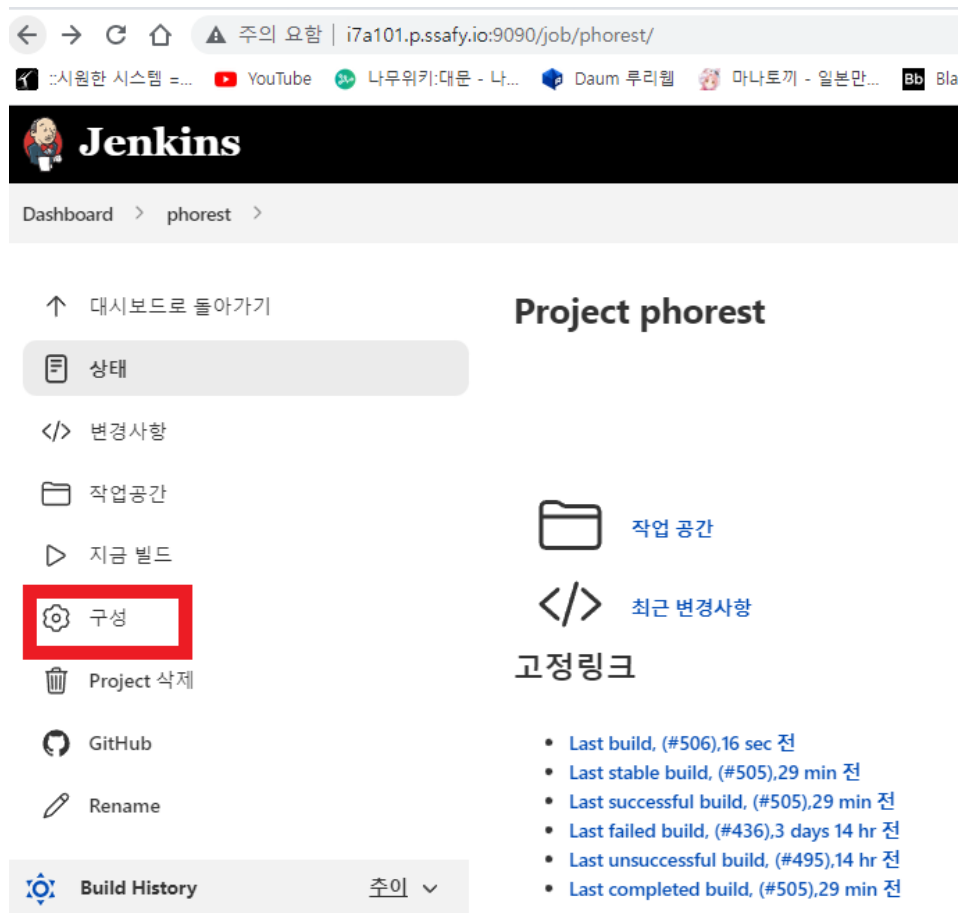 주의 요함 | i7a101.p.ssafy.io:9090/job/phorest/
::시원한 시스템 =... YouTube 나무위키:대문 - 나... Daum 루리웹 마나토끼 - 일본만... Bb Bla
Jenkins
Dashboard > phorest >
대시보드로 돌아가기
상태
변경사항
작업공간
지금 빌드
구성
Project 삭제
GitHub
Rename
Build History 추이
Project phorest
작업 공간
최근 변경사항
고정링크
Last build, (#506),16 sec 전
Last stable build, (#505),29 min 전
Last successful build, (#505),29 min 전
Last failed build, (#436),3 days 14 hr 전
Last unsuccessful build, (#495),14 hr 전
Last completed build, (#505),29 min 전